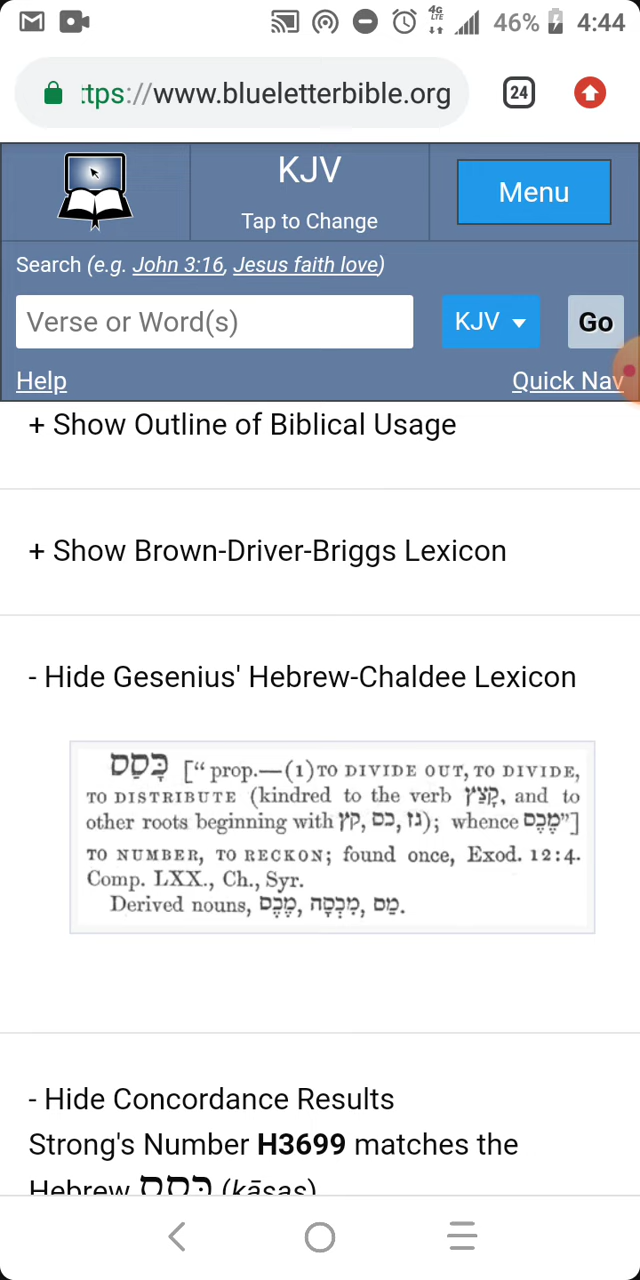 4G
LTE
46%
4:44
ttps://www.blueletterbible.org
24
KJV
Tap to Change
Menu
Search (e.g. John 3:16, Jesus faith love)
Verse or Word(s)
KJV
Go
Help
Quick Nav
+ Show Outline of Biblical Usage
+ Show Brown-Driver-Briggs Lexicon
- Hide Gesenius' Hebrew-Chaldee Lexicon
כָּסַס [“ prop.—(1) TO DIVIDE OUT, TO DIVIDE,
TO DISTRIBUTE (kindred to the verb קָצַץ, and to
other roots beginning with קץ, כס, גז); whence מֶכֶס”]
TO NUMBER, TO RECKON; found once, Exod. 12:4.
Comp. LXX., Ch., Syr.
Derived nouns, מֶכֶס, מִכְסָה, מַס.
- Hide Concordance Results
Strong's Number H3699 matches the
Hebrew כָּסַס (kāsas)